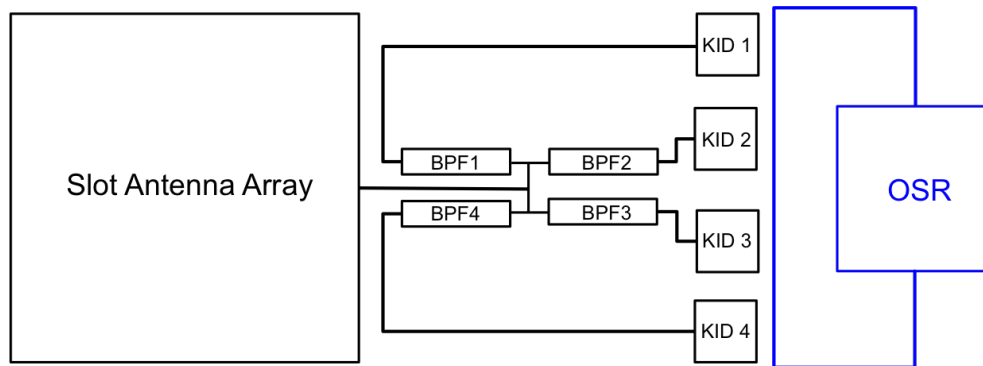 KID 1
KID 2
BPF1
BPF2
Slot Antenna Array
OSR
BPF4
BPF3
KID 3
KID 4